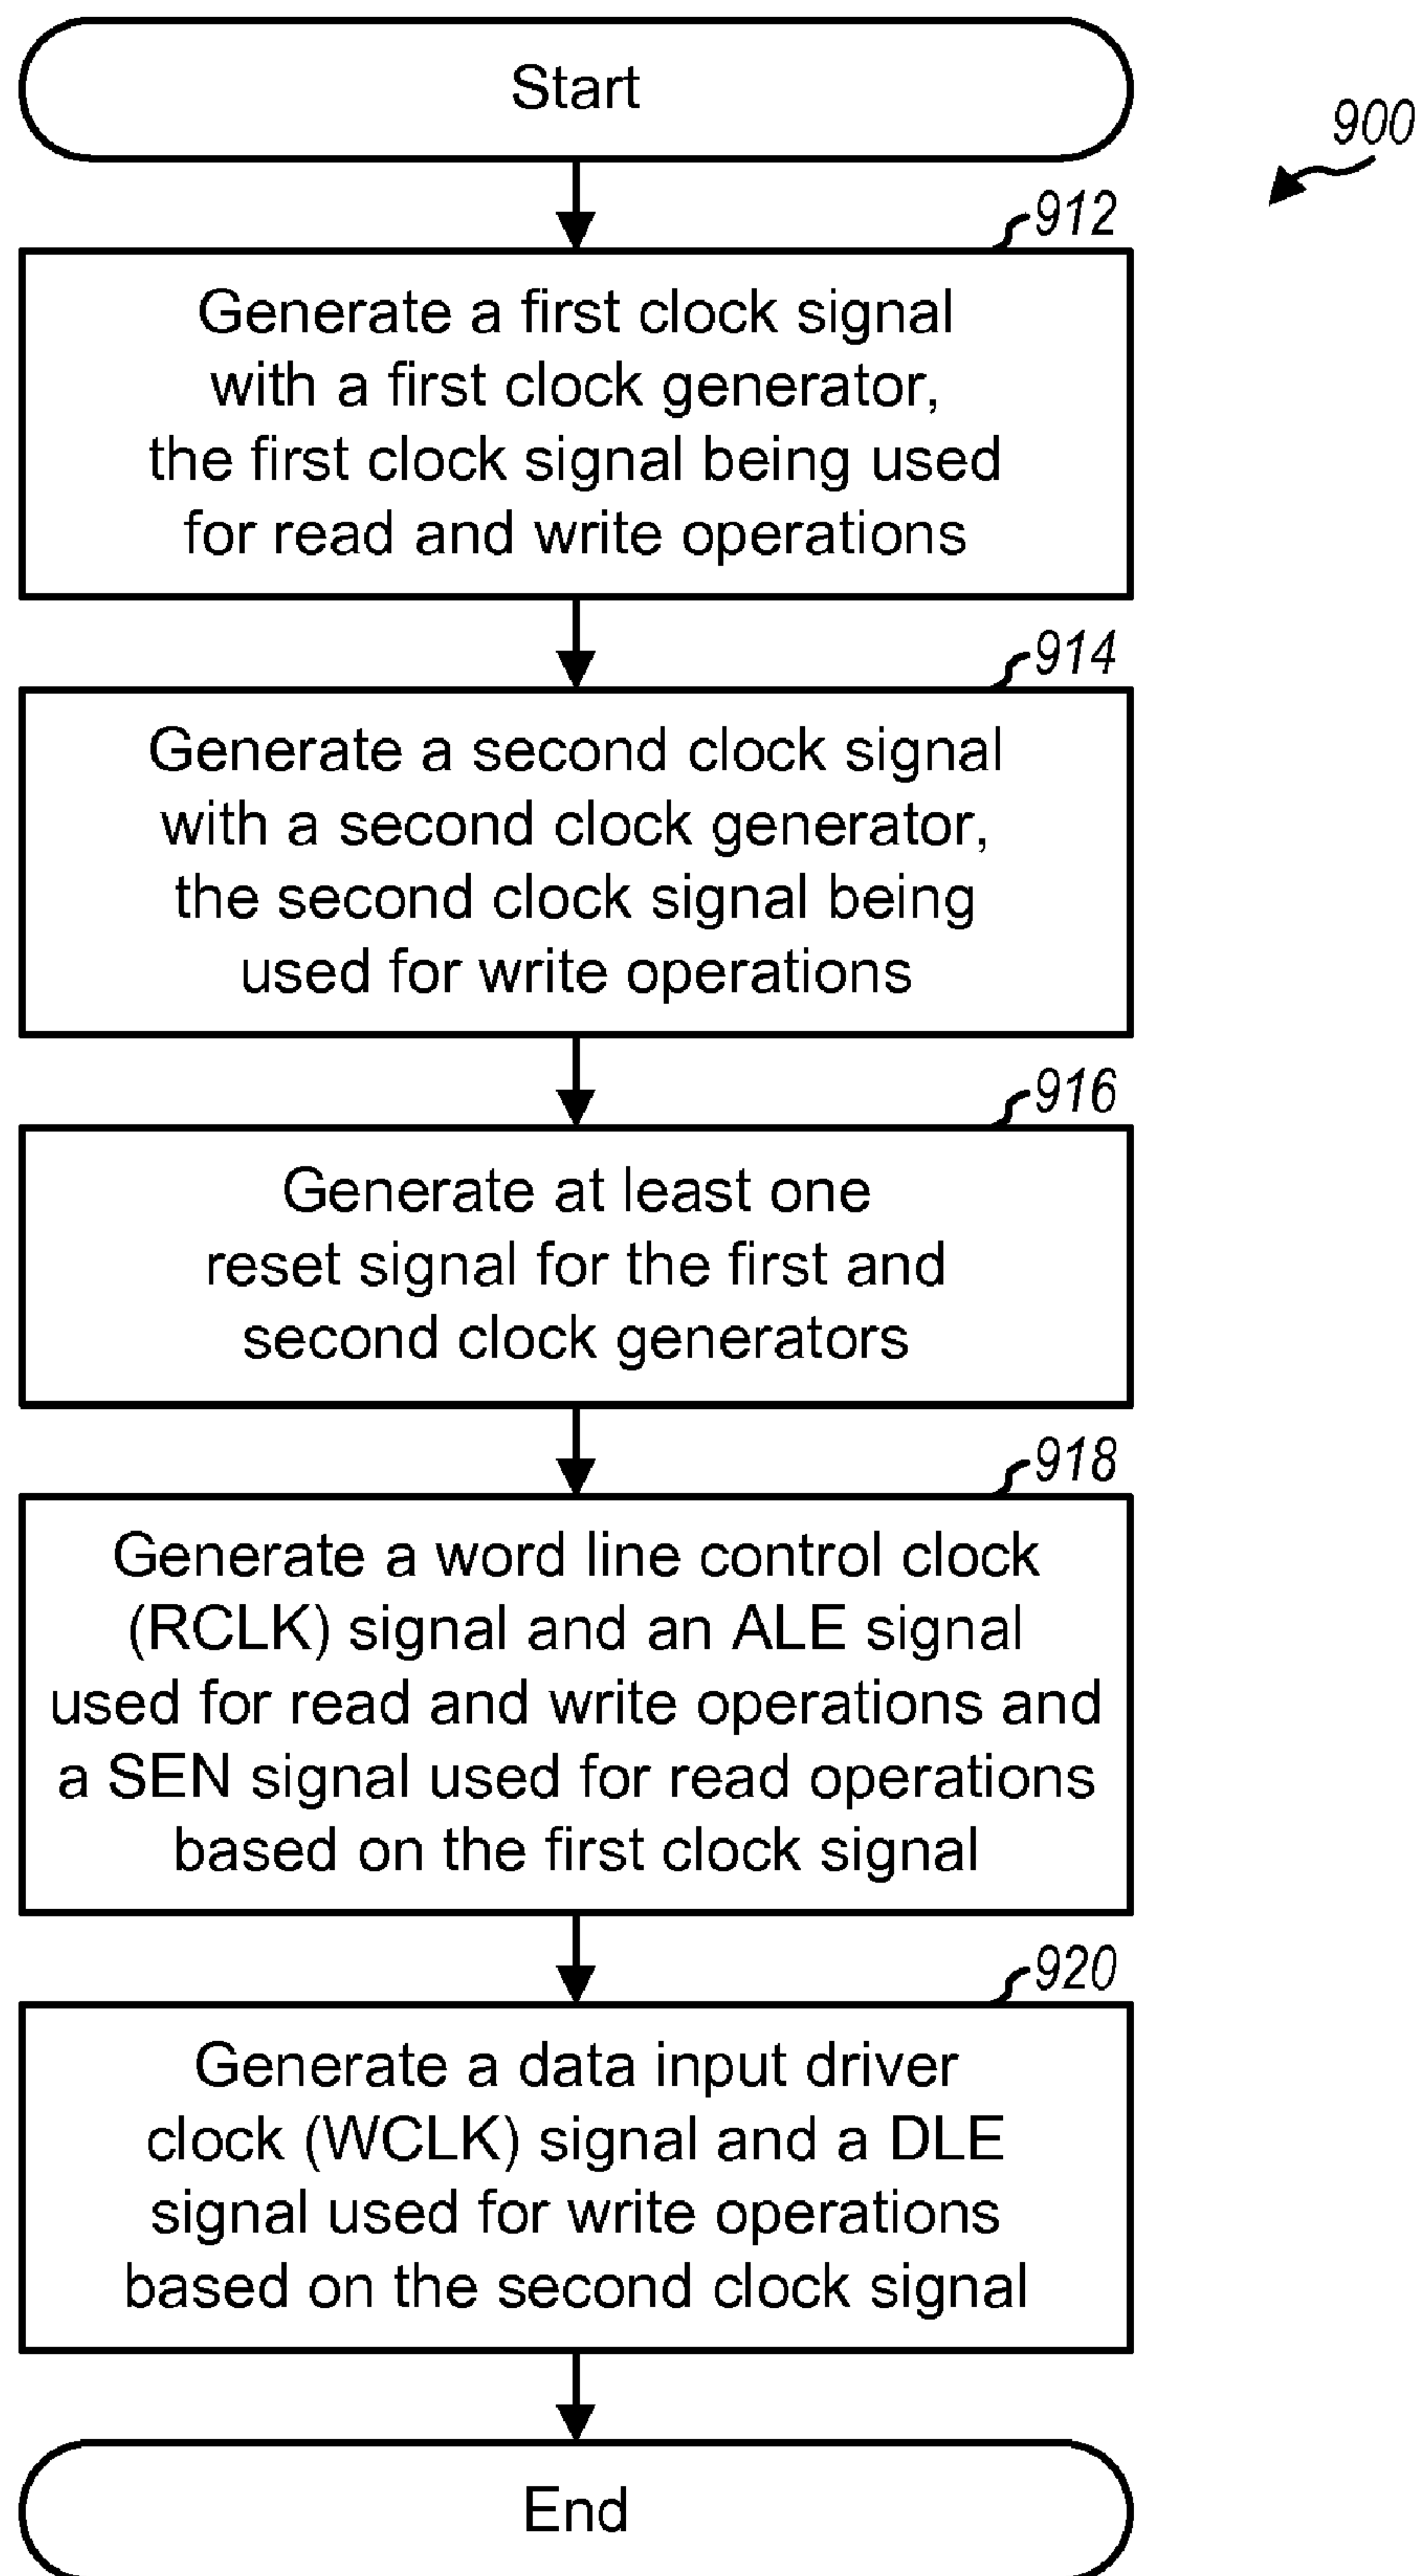 Start
900
912
Generate a first clock signal
with a first clock generator,
the first clock signal being used
for read and write operations
914
Generate a second clock signal
with a second clock generator,
the second clock signal being
used for write operations
916
Generate at least one
reset signal for the first and
second clock generators
918
Generate a word line control clock
(RCLK) signal and an ALE signal
used for read and write operations and
a SEN signal used for read operations
based on the first clock signal
920
Generate a data input driver
clock (WCLK) signal and a DLE
signal used for write operations
based on the second clock signal
End